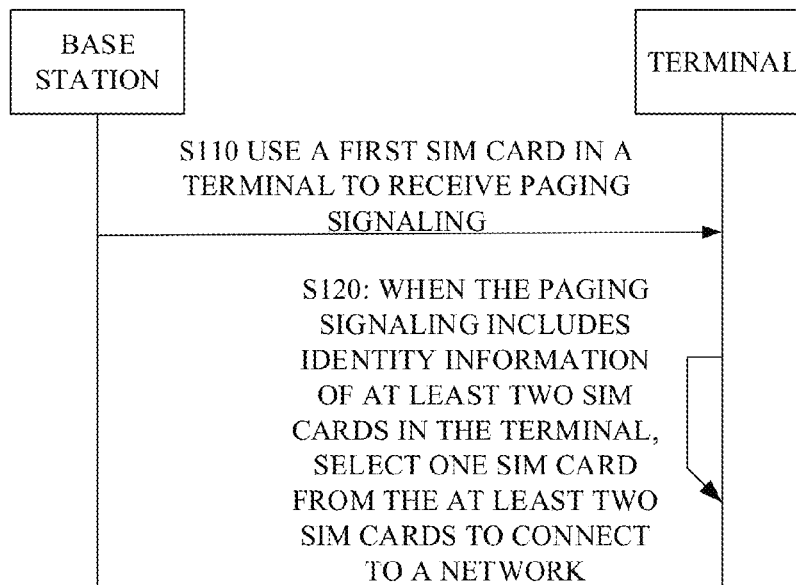 BASE
STATION
TERMINAL
S110 USE A FIRST SIM CARD IN A
TERMINAL TO RECEIVE PAGING
SIGNALING
S120: WHEN THE PAGING
SIGNALING INCLUDES
IDENTITY INFORMATION
OF AT LEAST TWO SIM
CARDS IN THE TERMINAL,
SELECT ONE SIM CARD
FROM THE AT LEAST TWO
SIM CARDS TO CONNECT
TO A NETWORK